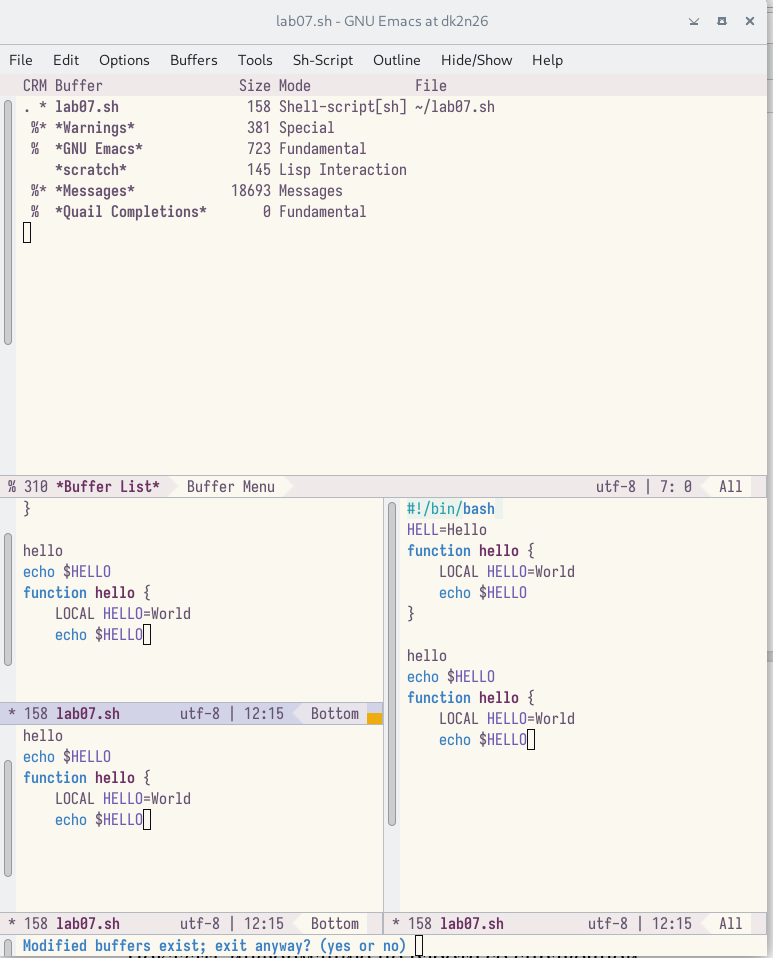 lab07.sh - GNU Emacs at dk2n26
File Edit Options Buffers Tools Sh-Script Outline Hide/Show Help
CRM Buffer Size Mode File
. * lab07.sh 158 Shell-script[sh] ~/lab07.sh
%* *Warnings* 381 Special
% *GNU Emacs* 723 Fundamental
*scratch* 145 Lisp Interaction
%* *Messages* 18693 Messages
% *Quail Completions* 0 Fundamental
% 310 *Buffer List* Buffer Menu utf-8 | 7: 0 All
}
hello
echo $HELLO
function hello {
    LOCAL HELLO=World
    echo $HELLO
* 158 lab07.sh utf-8 | 12:15 Bottom
hello
echo $HELLO
function hello {
    LOCAL HELLO=World
    echo $HELLO
* 158 lab07.sh utf-8 | 12:15 Bottom
#!/bin/bash
HELL=Hello
function hello {
    LOCAL HELLO=World
    echo $HELLO
}
hello
echo $HELLO
function hello {
    LOCAL HELLO=World
    echo $HELLO
* 158 lab07.sh utf-8 | 12:15 All
Modified buffers exist; exit anyway? (yes or no)